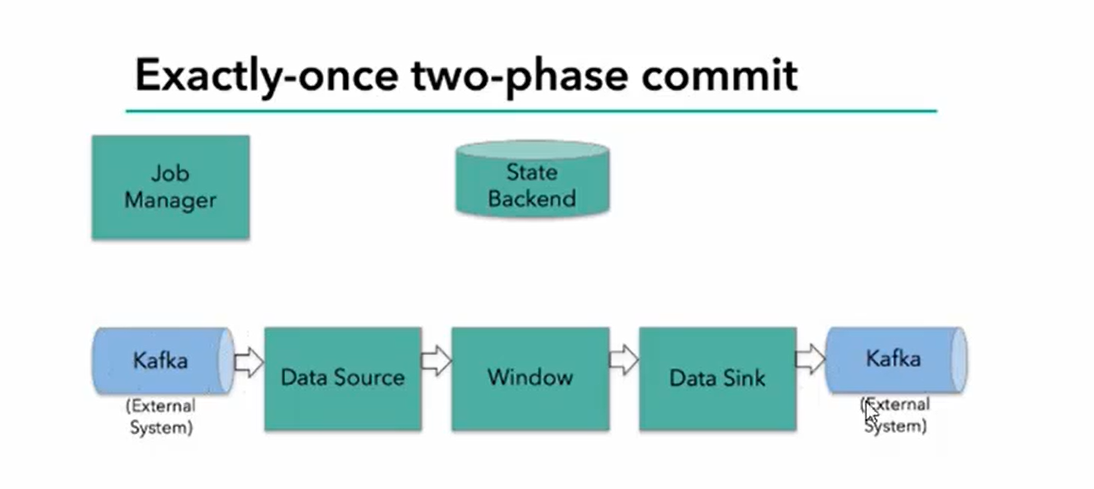 Exactly-once two-phase commit
Job
Manager
State
Backend
Kafka
(External
System)
Data Source
Window
Data Sink
Kafka
(External
System)